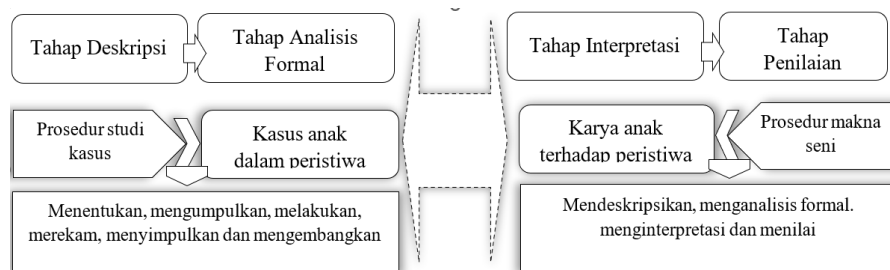 Tahap Deskripsi
Tahap Analisis
Formal
Tahap Interpretasi
Tahap
Penilaian
Prosedur studi
kasus
Kasus anak
dalam peristiwa
Karya anak
terhadap peristiwa
Prosedur makna
seni
Menentukan, mengumpulkan, melakukan,
merekam, menyimpulkan dan mengembangkan
Mendeskripsikan, menganalisis formal.
menginterpretasi dan menilai